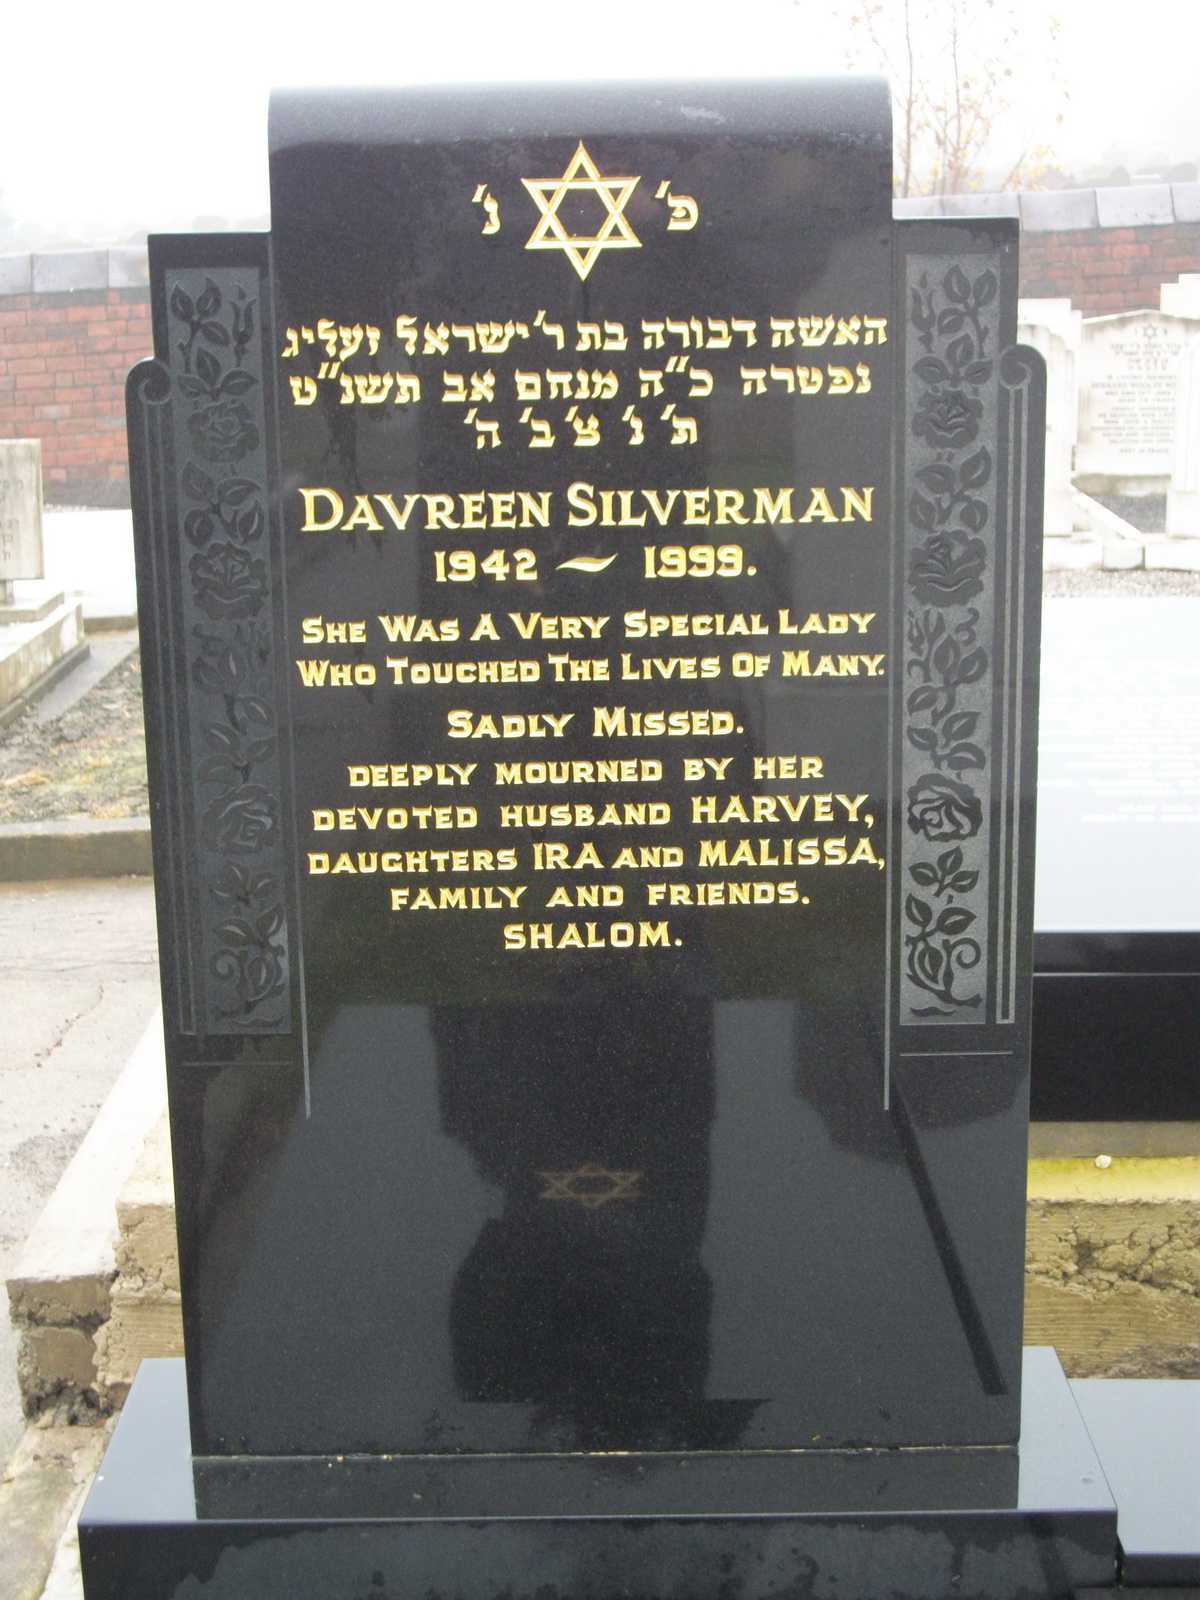 פ' נ'
האשה דבורה בת ר' ישראל זעליג
נפטרה כ"ה מנחם אב תשנ"ט
ת' נ' צ' ב' ה'
DAVREEN SILVERMAN
1942 ~ 1999.
SHE WAS A VERY SPECIAL LADY
WHO TOUCHED THE LIVES OF MANY.
SADLY MISSED.
DEEPLY MOURNED BY HER
DEVOTED HUSBAND HARVEY,
DAUGHTERS IRA AND MALISSA,
FAMILY AND FRIENDS.
SHALOM.